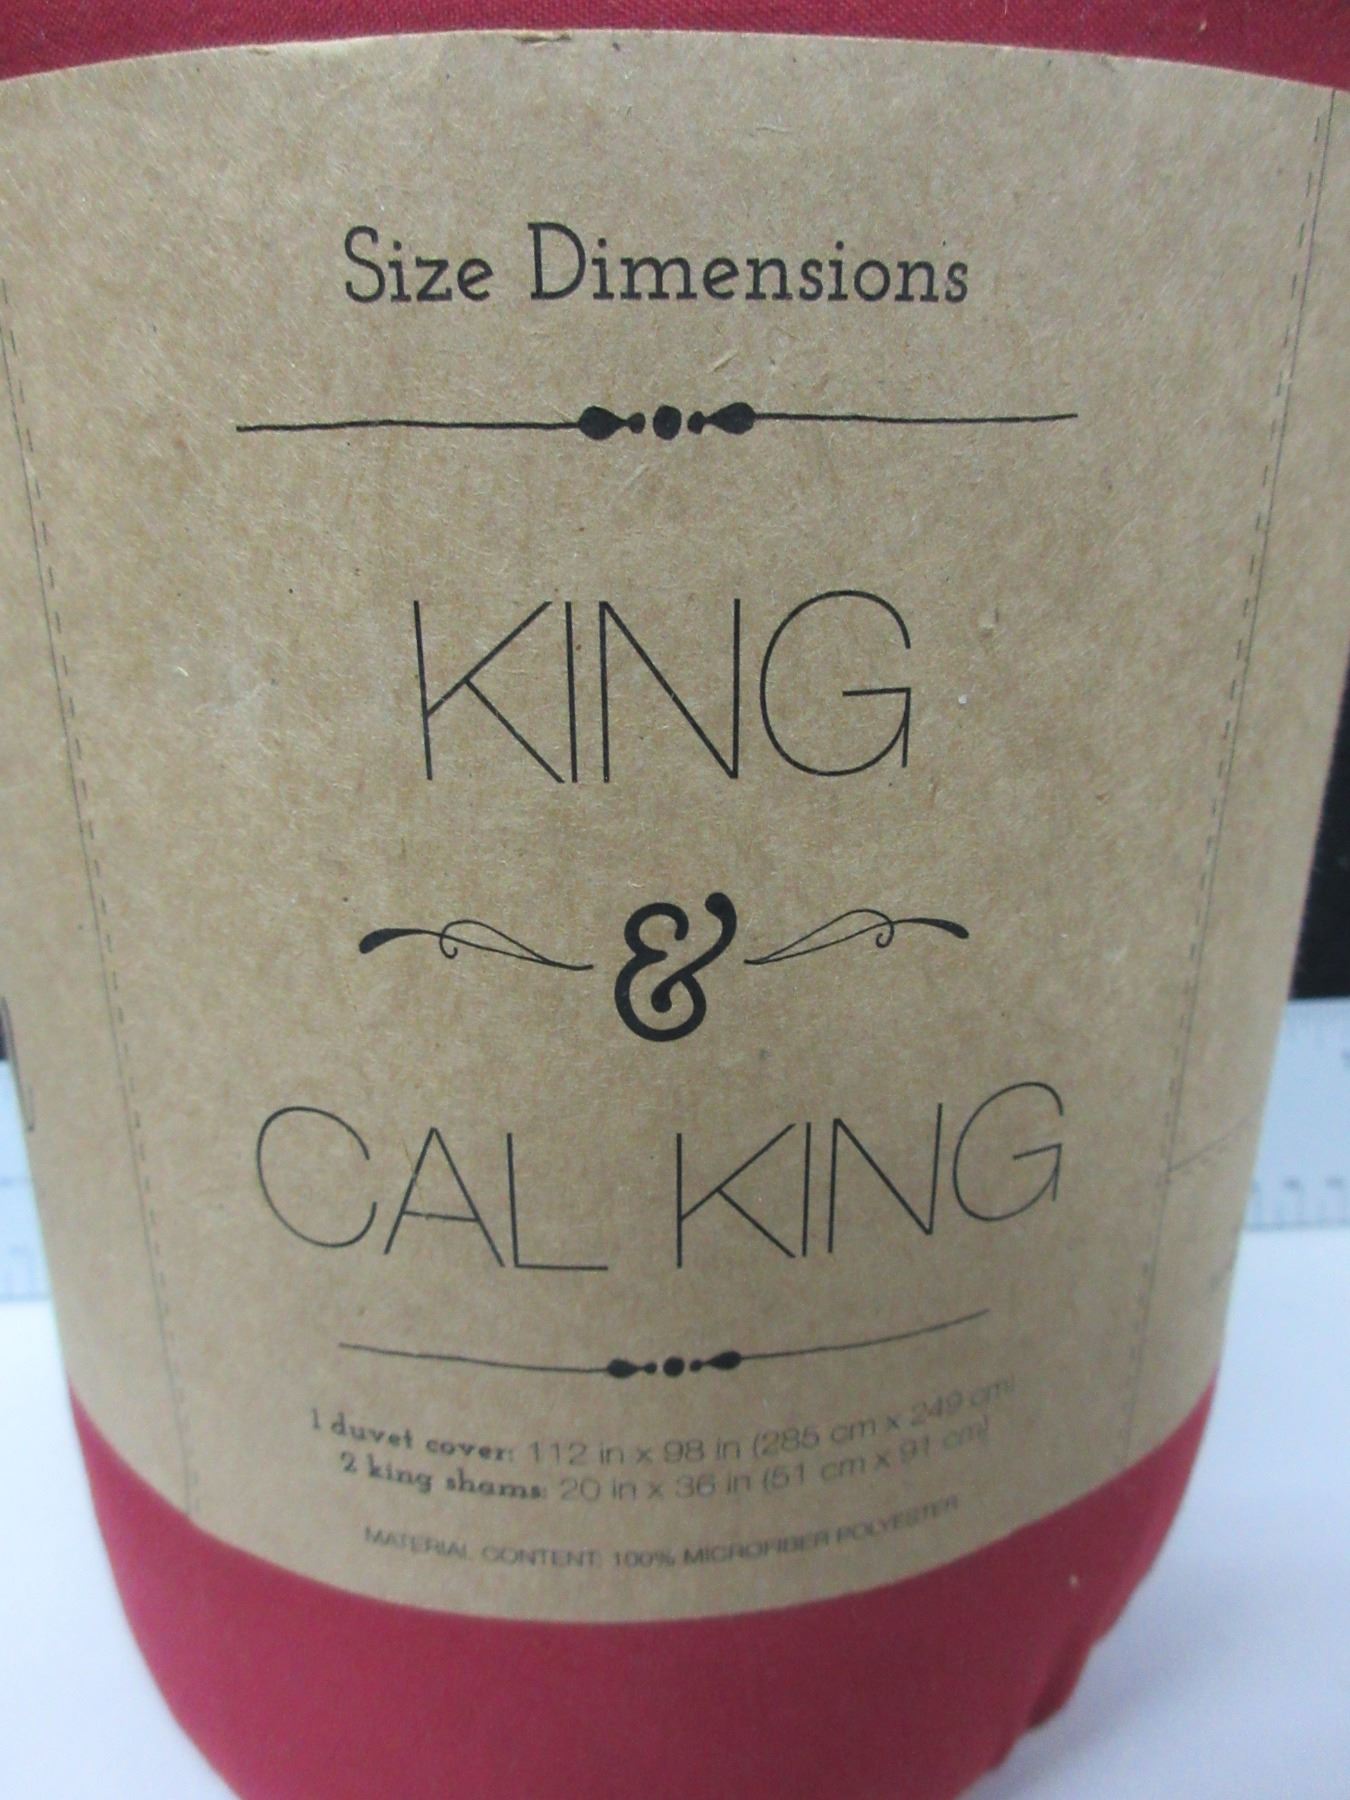 Size Dimensions
KING
&
CAL KING
1 duvet cover: 112 in x 98 in (285 cm x 249 cm)
2 king shams: 20 in x 36 in (51 cm x 91 cm)
MATERIAL CONTENT: 100% MICROFIBER POLYESTER